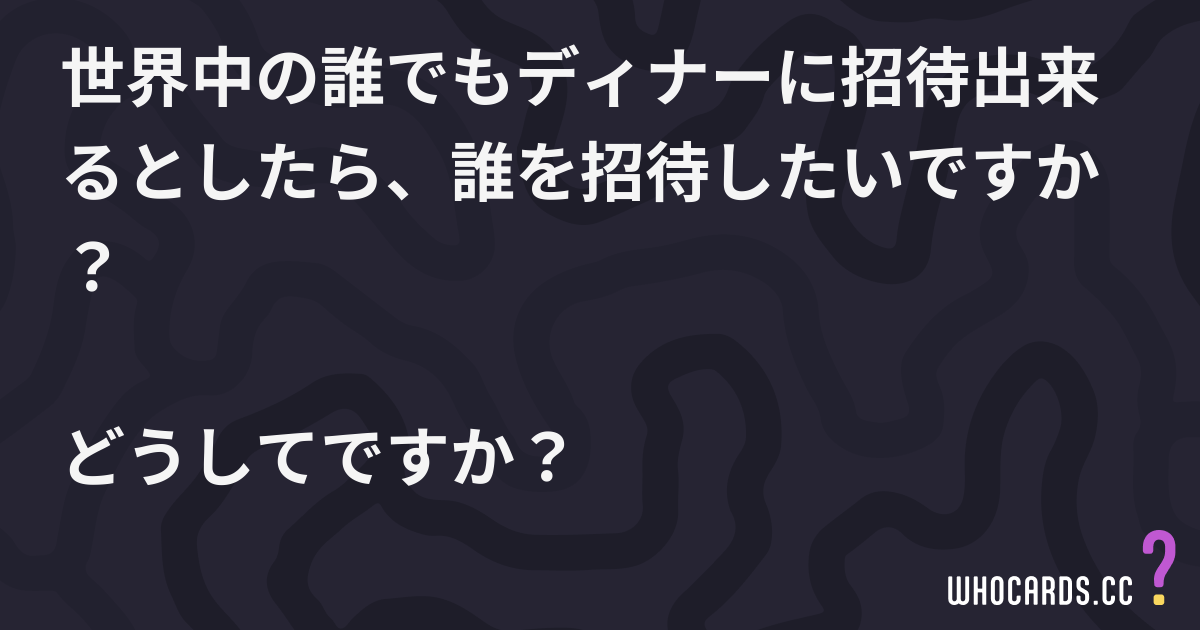 世界中の誰でもディナーに招待出来
るとしたら、誰を招待したいですか
？
どうしてですか？
WHOCARDS.CC
?